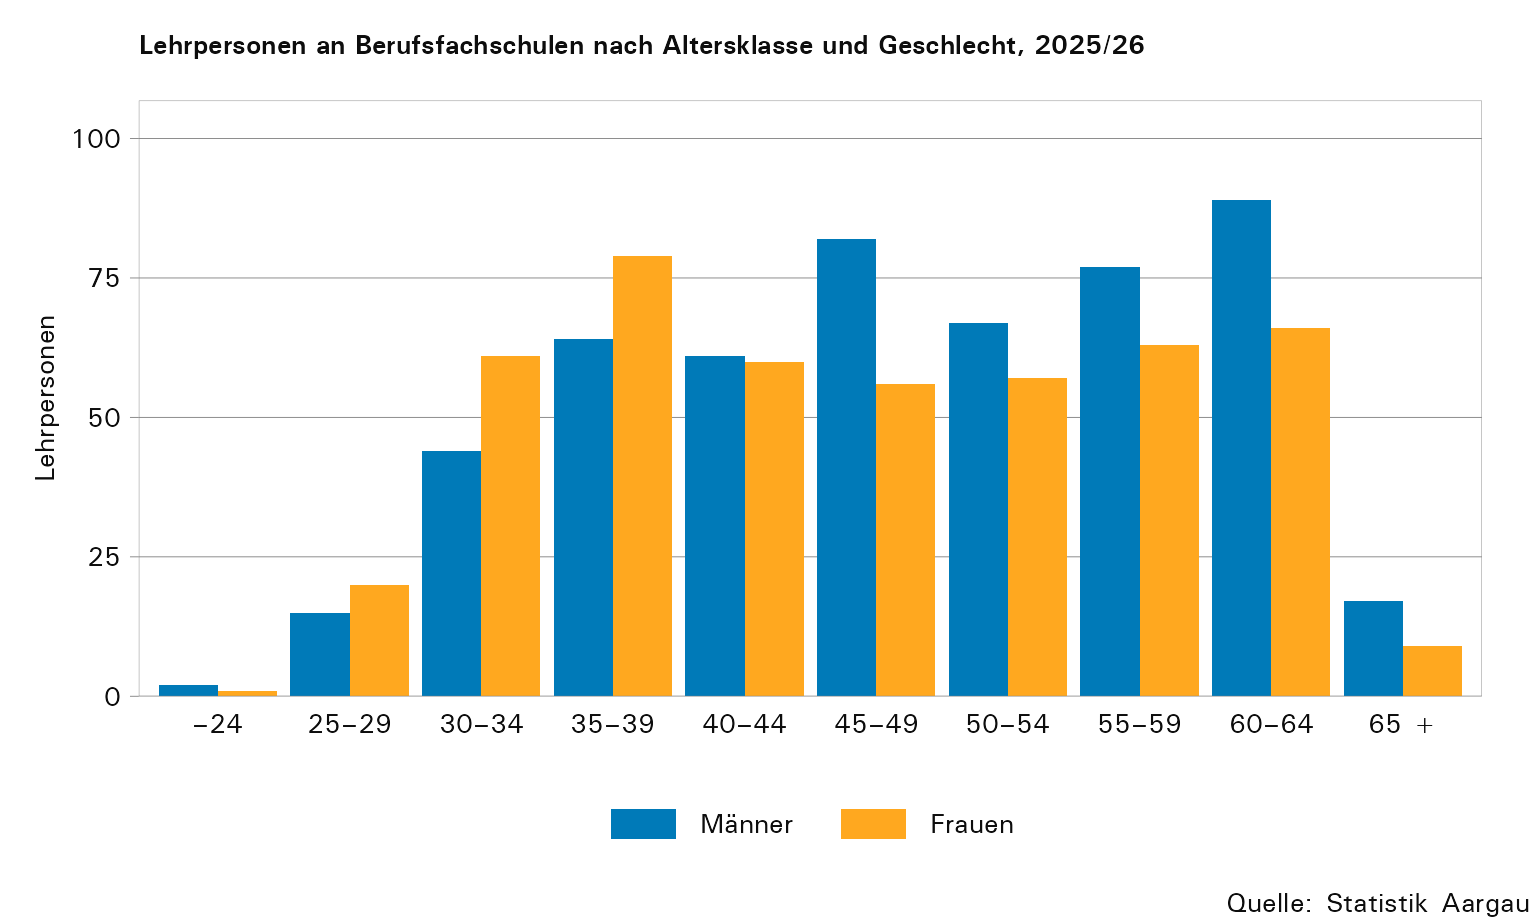 Lehrpersonen an Berufsfachschulen nach Altersklasse und Geschlecht, 2025/26
Lehrpersonen
100
75
50
25
0
–24 25–29 30–34 35–39 40–44 45–49 50–54 55–59 60–64 65 +
Männer Frauen
Quelle: Statistik Aargau